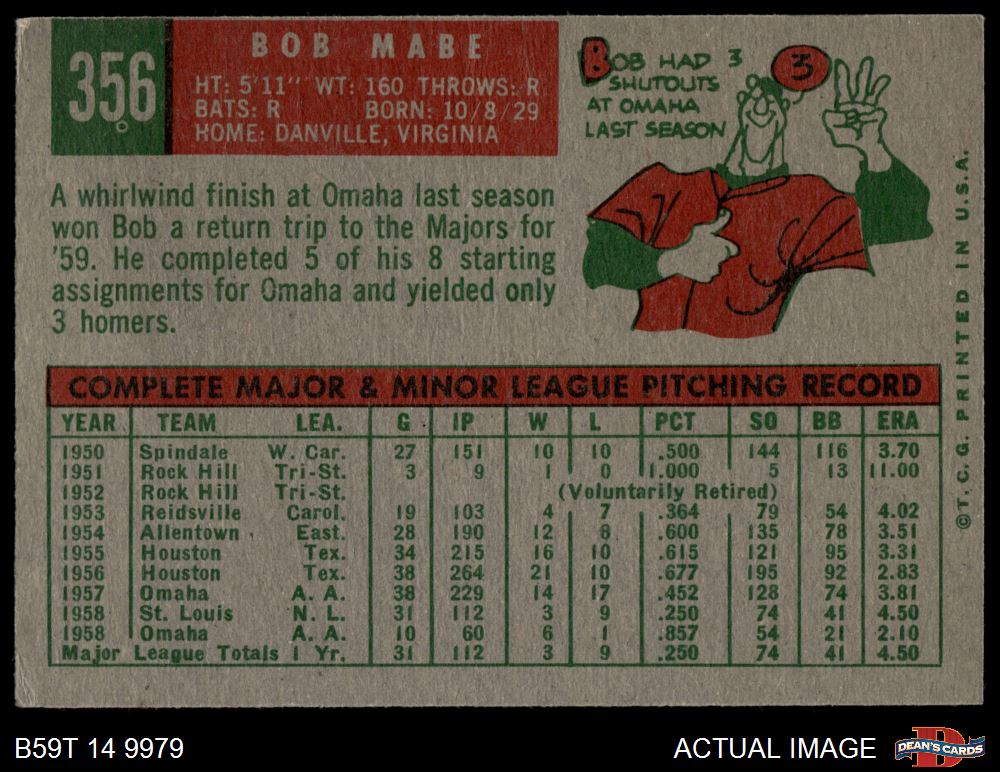 356
BOB MABE
HT: 5'11" WT: 160 THROWS: R
BATS: R BORN: 10/8/29
HOME: DANVILLE, VIRGINIA
BOB HAD 3
SHUTOUTS
AT OMAHA
LAST SEASON
3
A whirlwind finish at Omaha last season
won Bob a return trip to the Majors for
'59. He completed 5 of his 8 starting
assignments for Omaha and yielded only
3 homers.
COMPLETE MAJOR & MINOR LEAGUE PITCHING RECORD
YEAR TEAM LEA. G IP W L PCT SO BB ERA
1950 Spindale W. Car. 27 151 10 10 .500 144 116 3.70
1951 Rock Hill Tri-St. 3 9 1 0 1.000 5 13 11.00
1952 Rock Hill Tri-St. (Voluntarily Retired)
1953 Reidsville Carol. 19 103 4 7 .364 79 54 4.02
1954 Allentown East. 28 190 12 8 .600 135 78 3.51
1955 Houston Tex. 34 215 16 10 .615 121 95 3.31
1956 Houston Tex. 38 264 21 10 .677 195 92 2.83
1957 Omaha A. A. 38 229 14 17 .452 128 74 3.81
1958 St. Louis N. L. 31 112 3 9 .250 74 41 4.50
1958 Omaha A. A. 10 60 6 1 .857 54 21 2.10
Major League Totals 1 Yr. 31 112 3 9 .250 74 41 4.50
©T.C.G. PRINTED IN U.S.A.
B59T 14 9979
ACTUAL IMAGE
D
DEAN'S CARDS